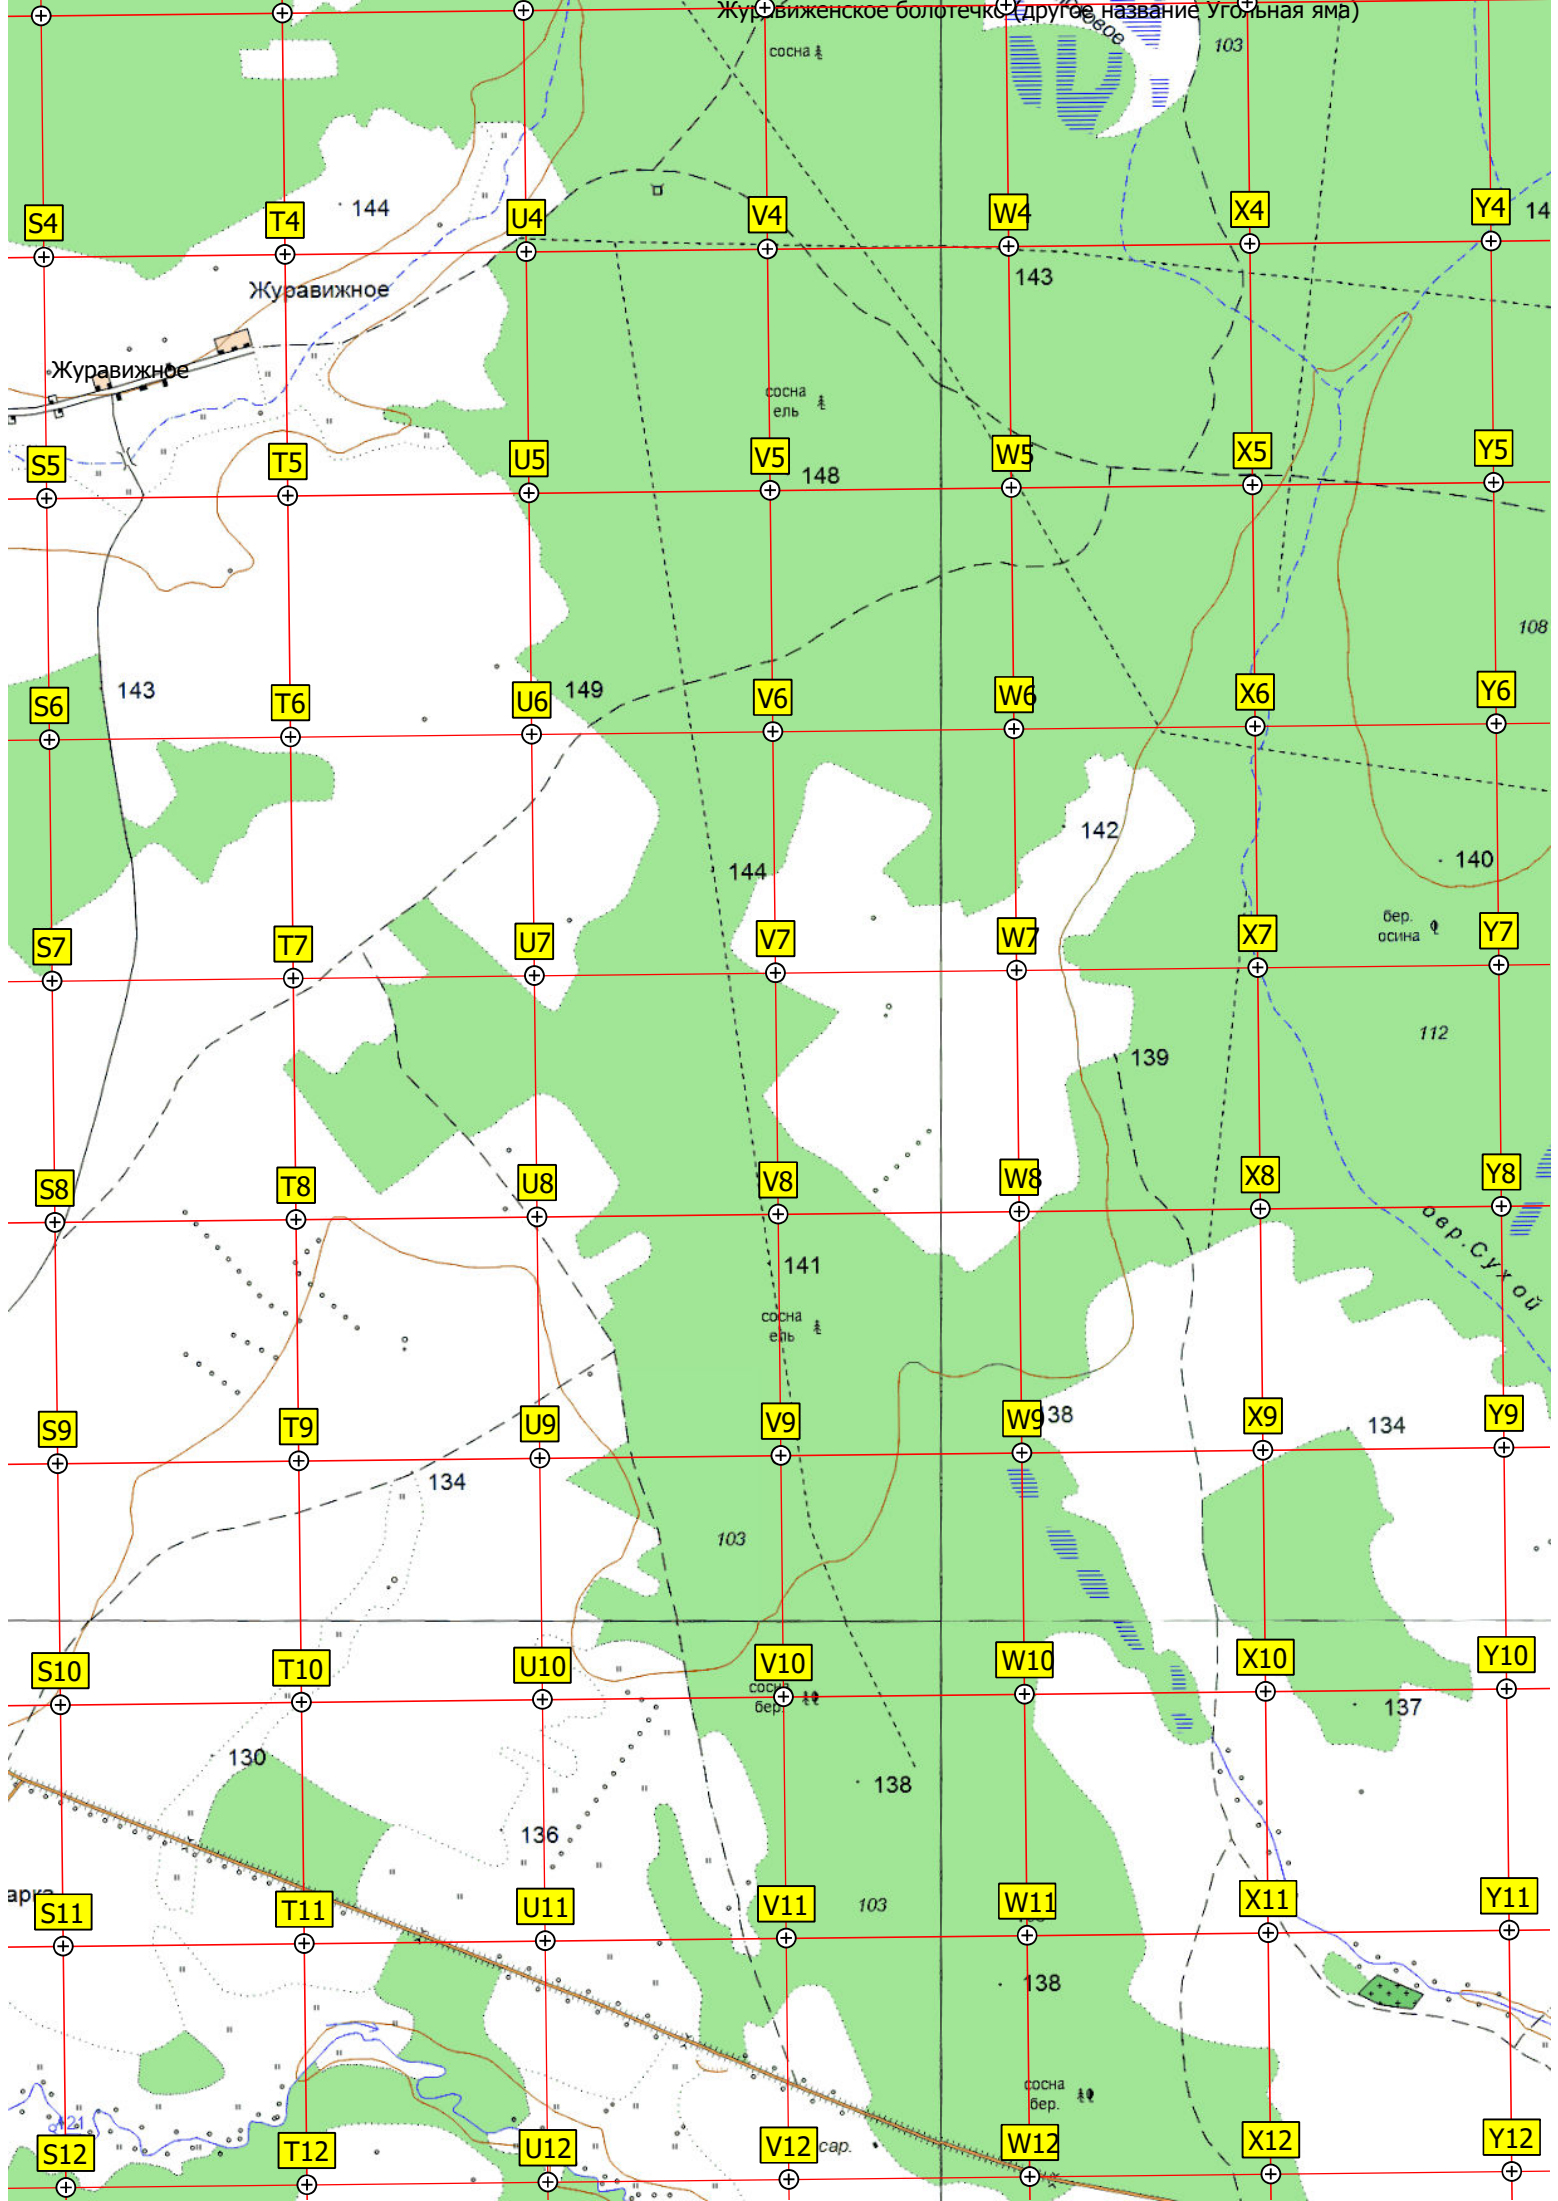 Журавиженское болотечко (другое название Угольная яма)
сосна
103
S4
T4
144
U4
V4
W4
X4
Y4
14
143
Журавижное
Журавижное
сосна
ель
S5
T5
U5
V5
148
W5
X5
Y5
108
S6
143
T6
U6
149
V6
W6
X6
Y6
142
144
140
бер.
осина
S7
T7
U7
V7
W7
X7
Y7
112
139
S8
T8
U8
V8
W8
X8
Y8
овр. Сухой
141
сосна
ель
S9
T9
U9
V9
W9
138
X9
134
Y9
134
103
S10
T10
U10
V10
W10
X10
Y10
сосна
бер.
137
130
138
136
S11
T11
U11
V11
103
W11
X11
Y11
138
сосна
бер.
121
S12
T12
U12
V12
сар.
W12
X12
Y12